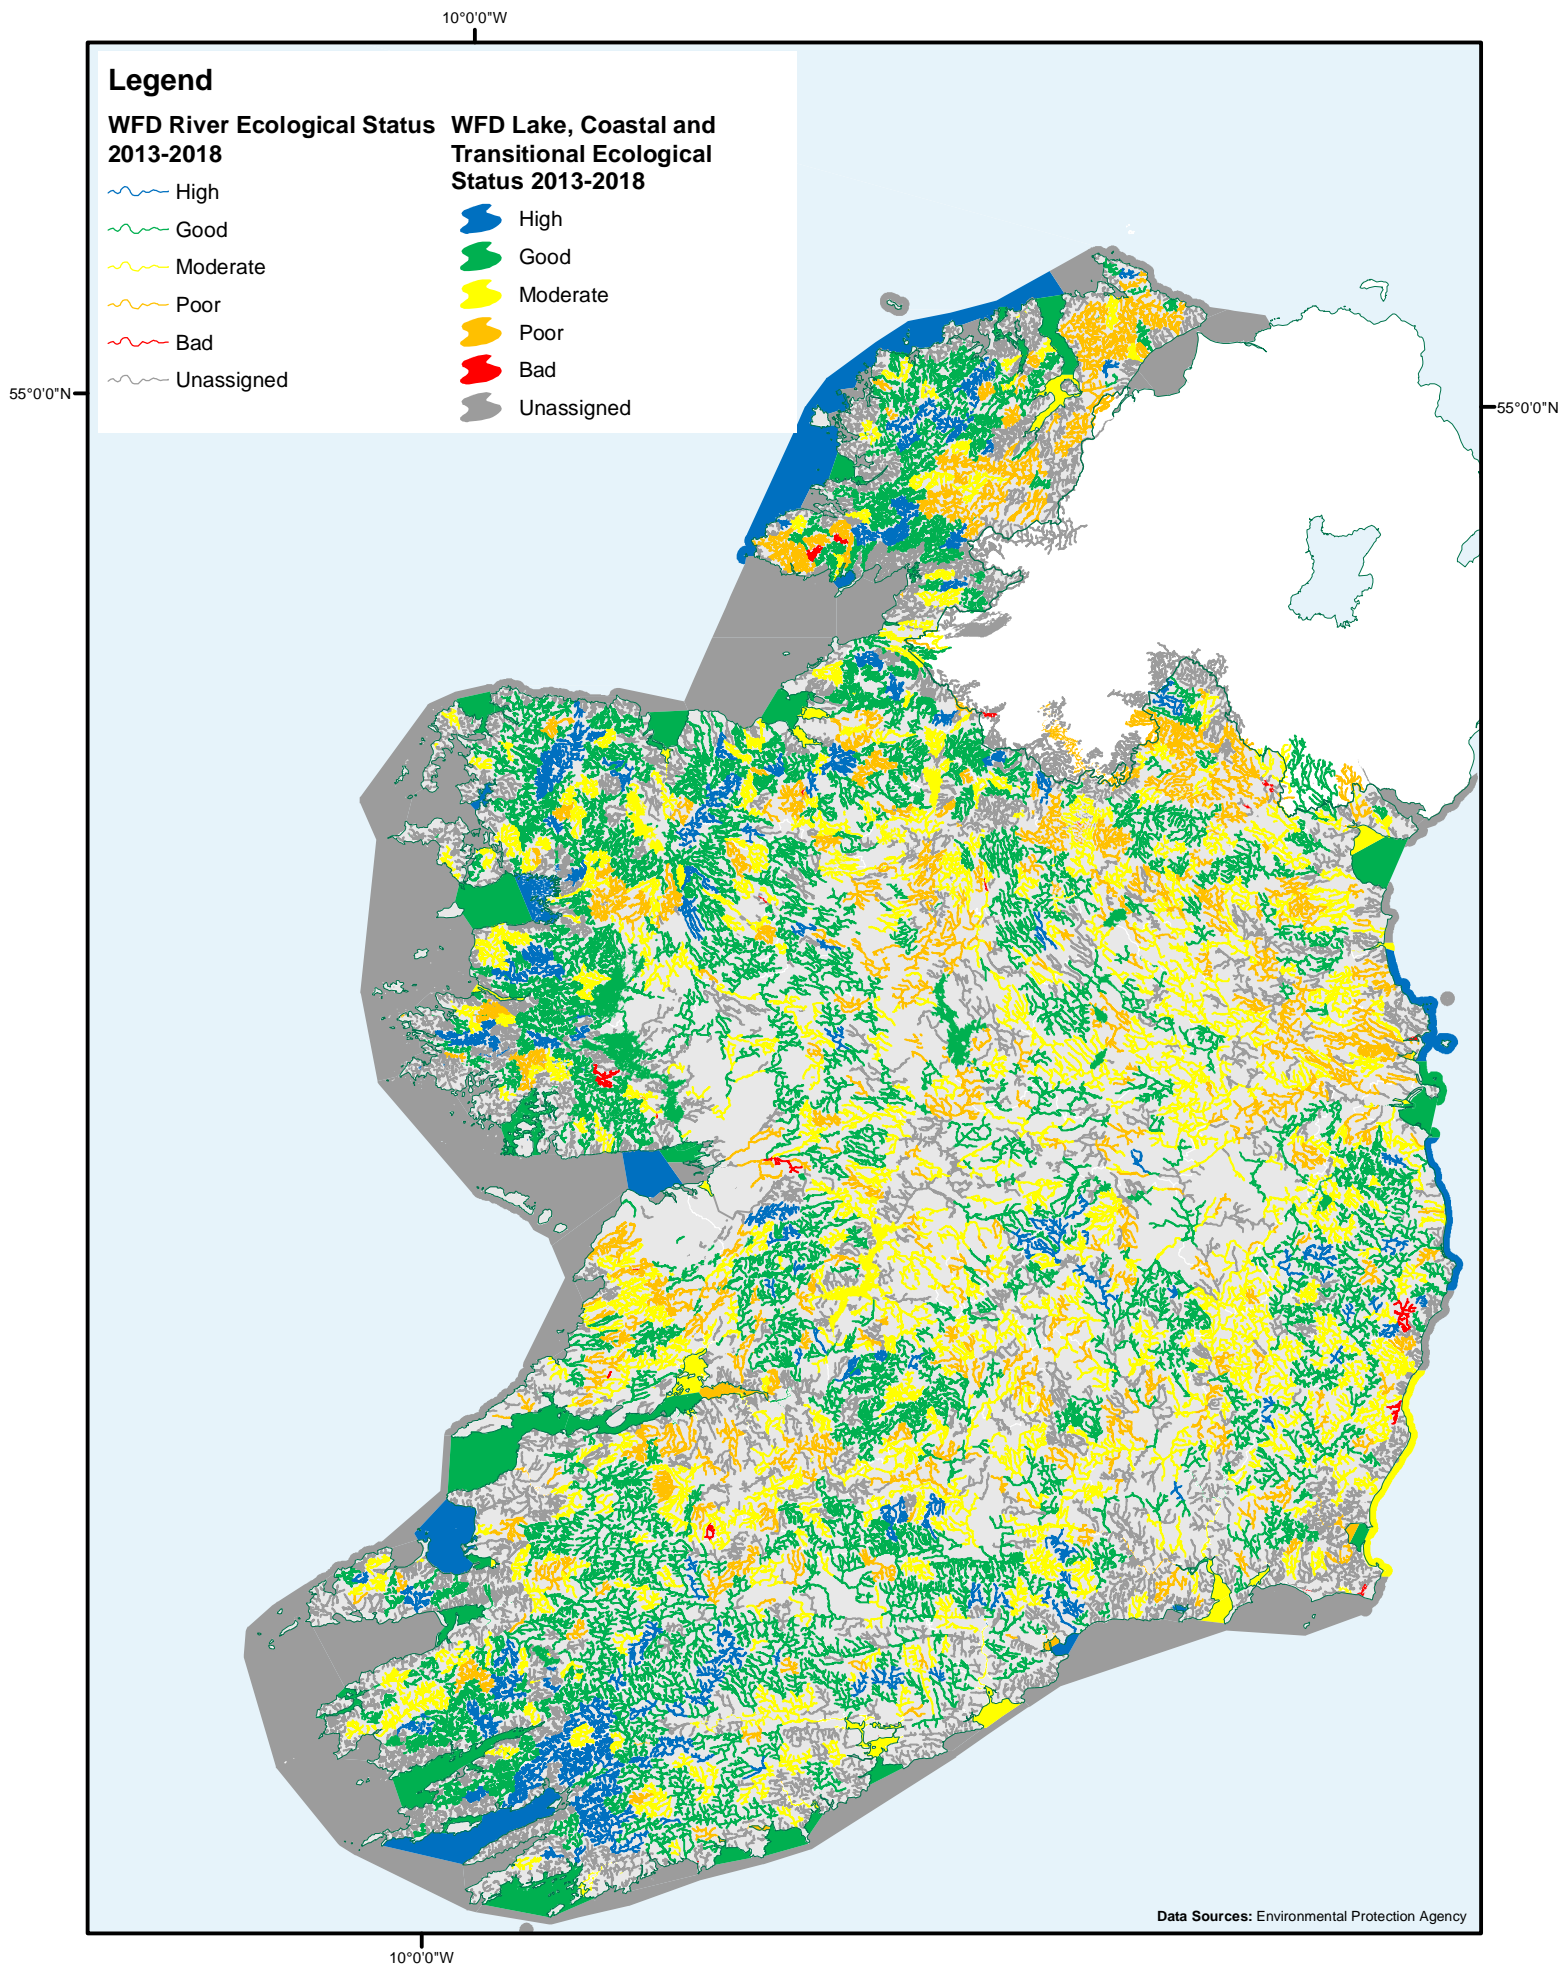 10°0'0"W
Legend
WFD River Ecological Status
2013-2018
High
Good
Moderate
Poor
Bad
Unassigned
WFD Lake, Coastal and
Transitional Ecological
Status 2013-2018
High
Good
Moderate
Poor
Bad
Unassigned
55°0'0"N
55°0'0"N
Data Sources: Environmental Protection Agency
10°0'0"W